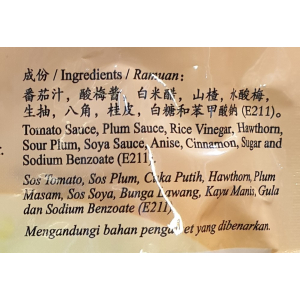 成份 / Ingredients / Ramuan:
番茄汁，酸梅酱，白米醋，山楂，水酸梅，
生抽，八角，桂皮，白糖和苯甲酸鈉 (E211)。
Tomato Sauce, Plum Sauce, Rice Vinegar, Hawthorn,
Sour Plum, Soya Sauce, Anise, Cinnamon, Sugar and
Sodium Benzoate (E211)
Sos Tomato, Sos Plum, Cuka Putih, Hawthorn, Plum
Masam, Sos Soya, Bunga Lawang, Kayu Manis, Gula
dan Sodium Benzoate (E211)
Mengandungi bahan pengawet yang dibenarkan.